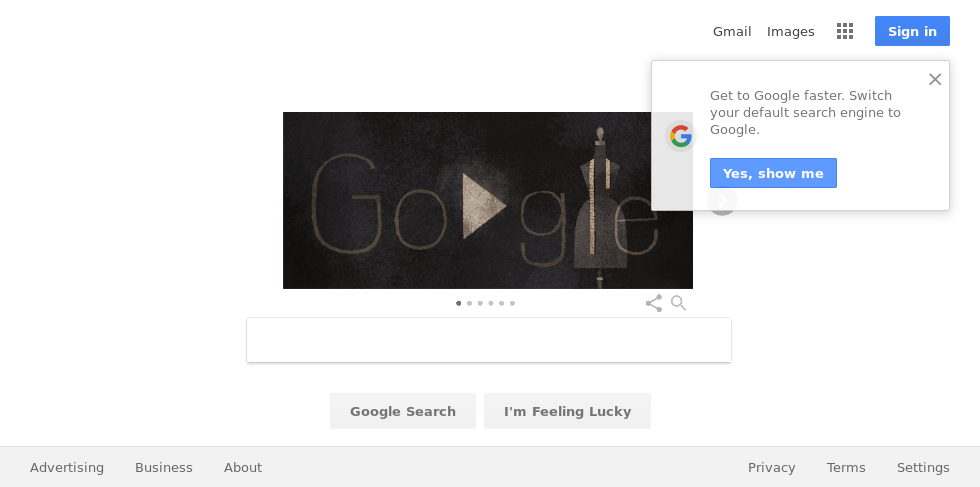 Gmail Images Sign in
Get to Google faster. Switch
your default search engine to
Google.
Yes, show me
Google
Google Search I'm Feeling Lucky
Advertising Business About Privacy Terms Settings